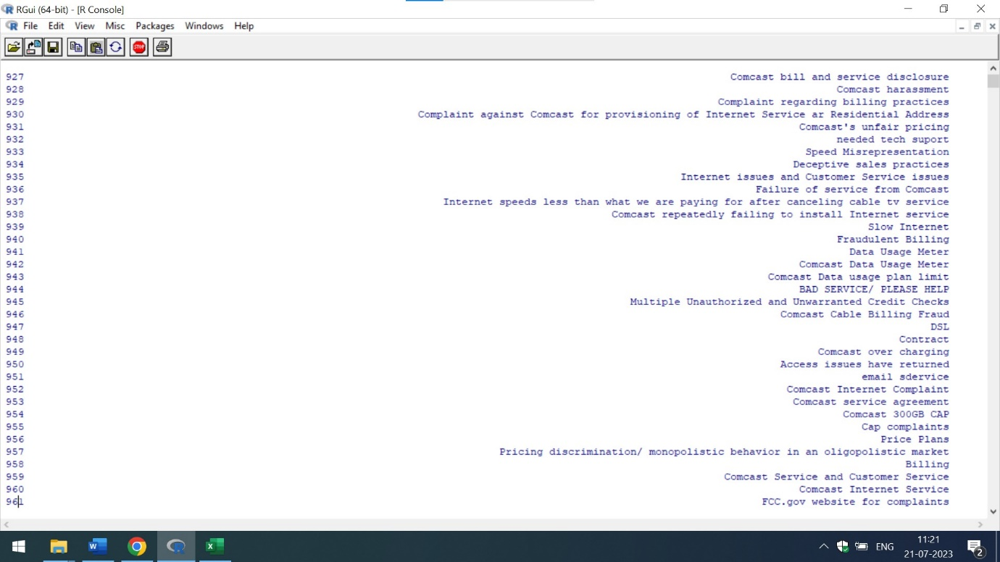 RGui (64-bit) - [R Console]
File Edit View Misc Packages Windows Help
STOP
927 Comcast bill and service disclosure
928 Comcast harassment
929 Complaint regarding billing practices
930 Complaint against Comcast for provisioning of Internet Service ar Residential Address
931 Comcast's unfair pricing
932 needed tech suport
933 Speed Misrepresentation
934 Deceptive sales practices
935 Internet issues and Customer Service issues
936 Failure of service from Comcast
937 Internet speeds less than what we are paying for after canceling cable tv service
938 Comcast repeatedly failing to install Internet service
939 Slow Internet
940 Fraudulent Billing
941 Data Usage Meter
942 Comcast Data Usage Meter
943 Comcast Data usage plan limit
944 BAD SERVICE/ PLEASE HELP
945 Multiple Unauthorized and Unwarranted Credit Checks
946 Comcast Cable Billing Fraud
947 DSL
948 Contract
949 Comcast over charging
950 Access issues have returned
951 email sdervice
952 Comcast Internet Complaint
953 Comcast service agreement
954 Comcast 300GB CAP
955 Cap complaints
956 Price Plans
957 Pricing discrimination/ monopolistic behavior in an oligopolistic market
958 Billing
959 Comcast Service and Customer Service
960 Comcast Internet Service
961 FCC.gov website for complaints
ENG
11:21
21-07-2023
2